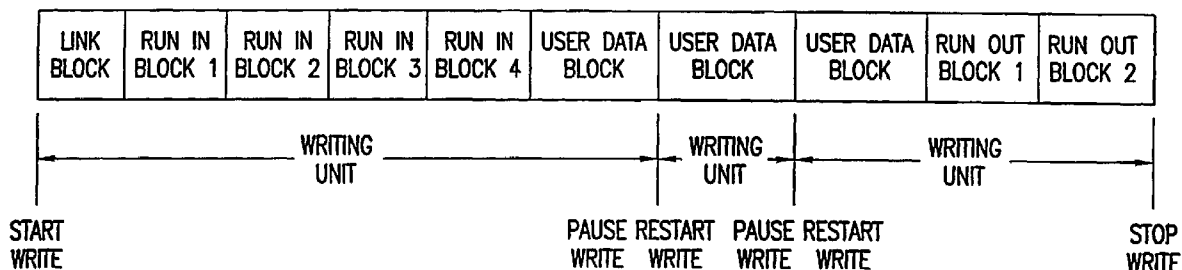 LINK RUN IN RUN IN RUN IN RUN IN USER DATA USER DATA USER DATA RUN OUT RUN OUT
BLOCK BLOCK 1 BLOCK 2 BLOCK 3 BLOCK 4 BLOCK BLOCK BLOCK BLOCK 1 BLOCK 2
WRITING WRITING WRITING
UNIT UNIT UNIT
START PAUSE RESTART PAUSE RESTART STOP
WRITE WRITE WRITE WRITE WRITE WRITE